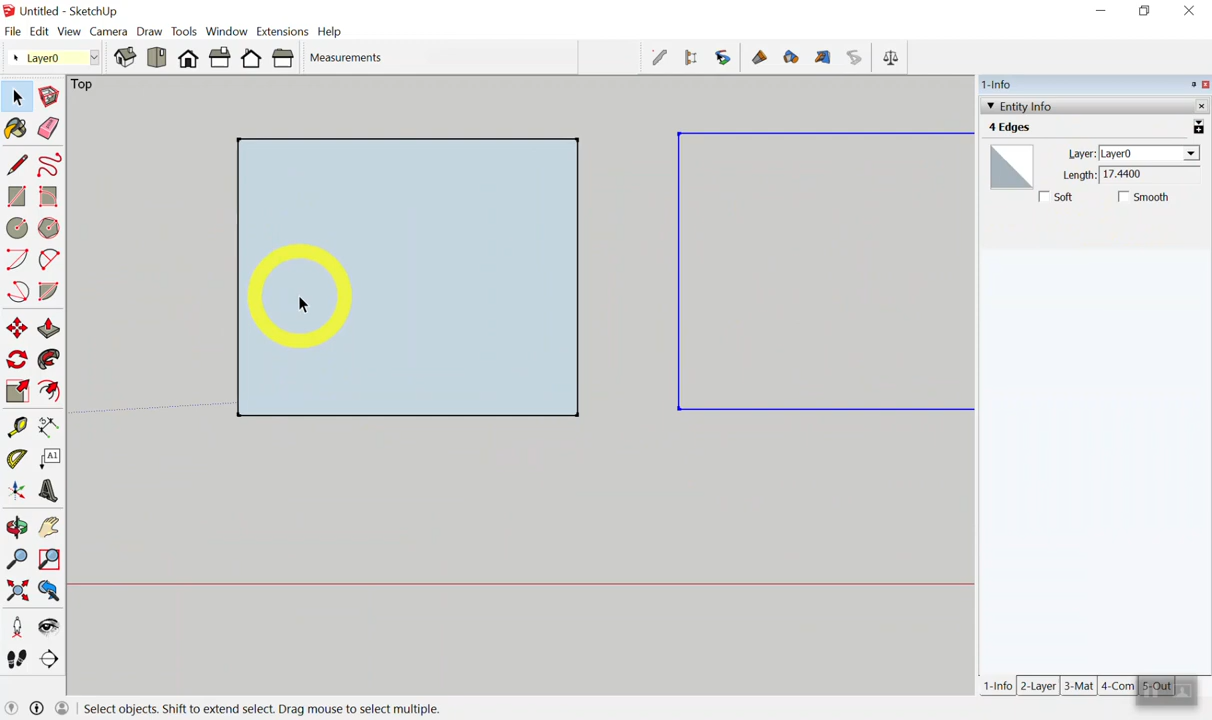 Untitled - SketchUp
File Edit View Camera Draw Tools Window Extensions Help
Layer0
Measurements
Top
1-Info
Entity Info
4 Edges
Layer: Layer0
Length: 17.4400
Soft
Smooth
A1
1-Info 2-Layer 3-Mat 4-Com 5-Out
Select objects. Shift to extend select. Drag mouse to select multiple.